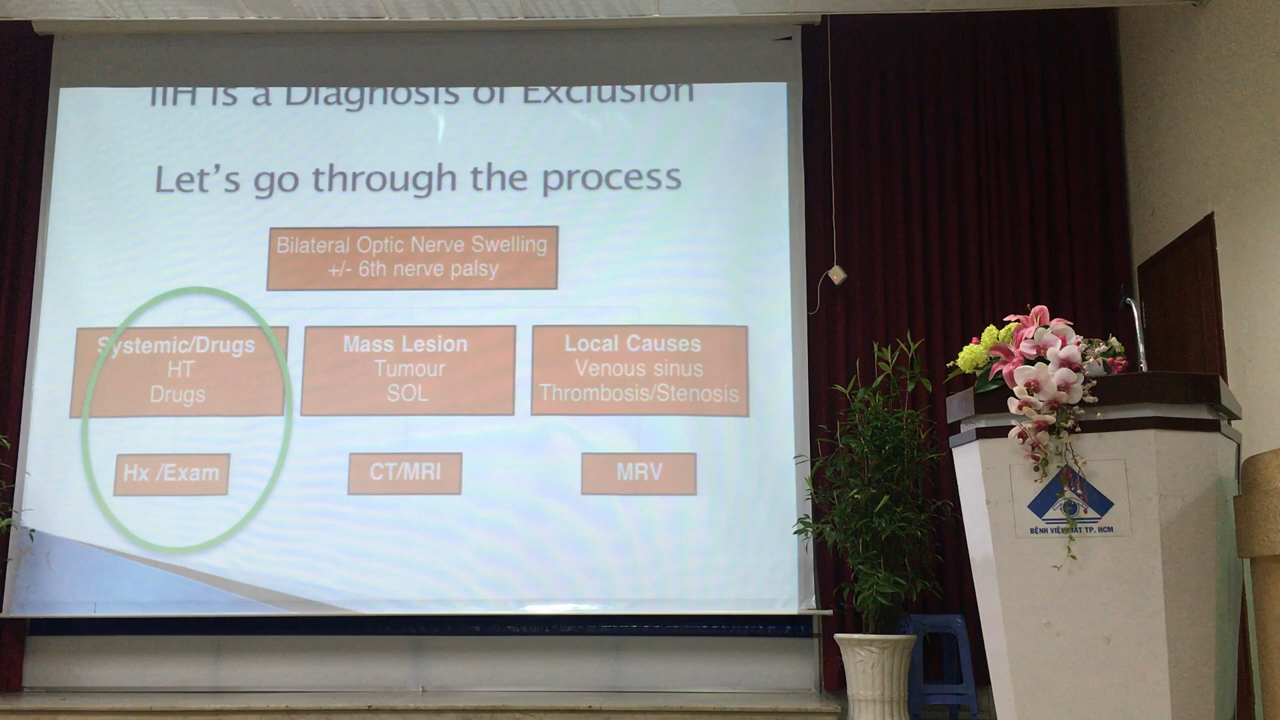 IIH is a Diagnosis of Exclusion
Let's go through the process
Bilateral Optic Nerve Swelling
+/- 6th nerve palsy
Systemic/Drugs
HT
Drugs
Mass Lesion
Tumour
SOL
Local Causes
Venous sinus
Thrombosis/Stenosis
Hx /Exam
CT/MRI
MRV
BỆNH VIỆN MẮT TP. HCM